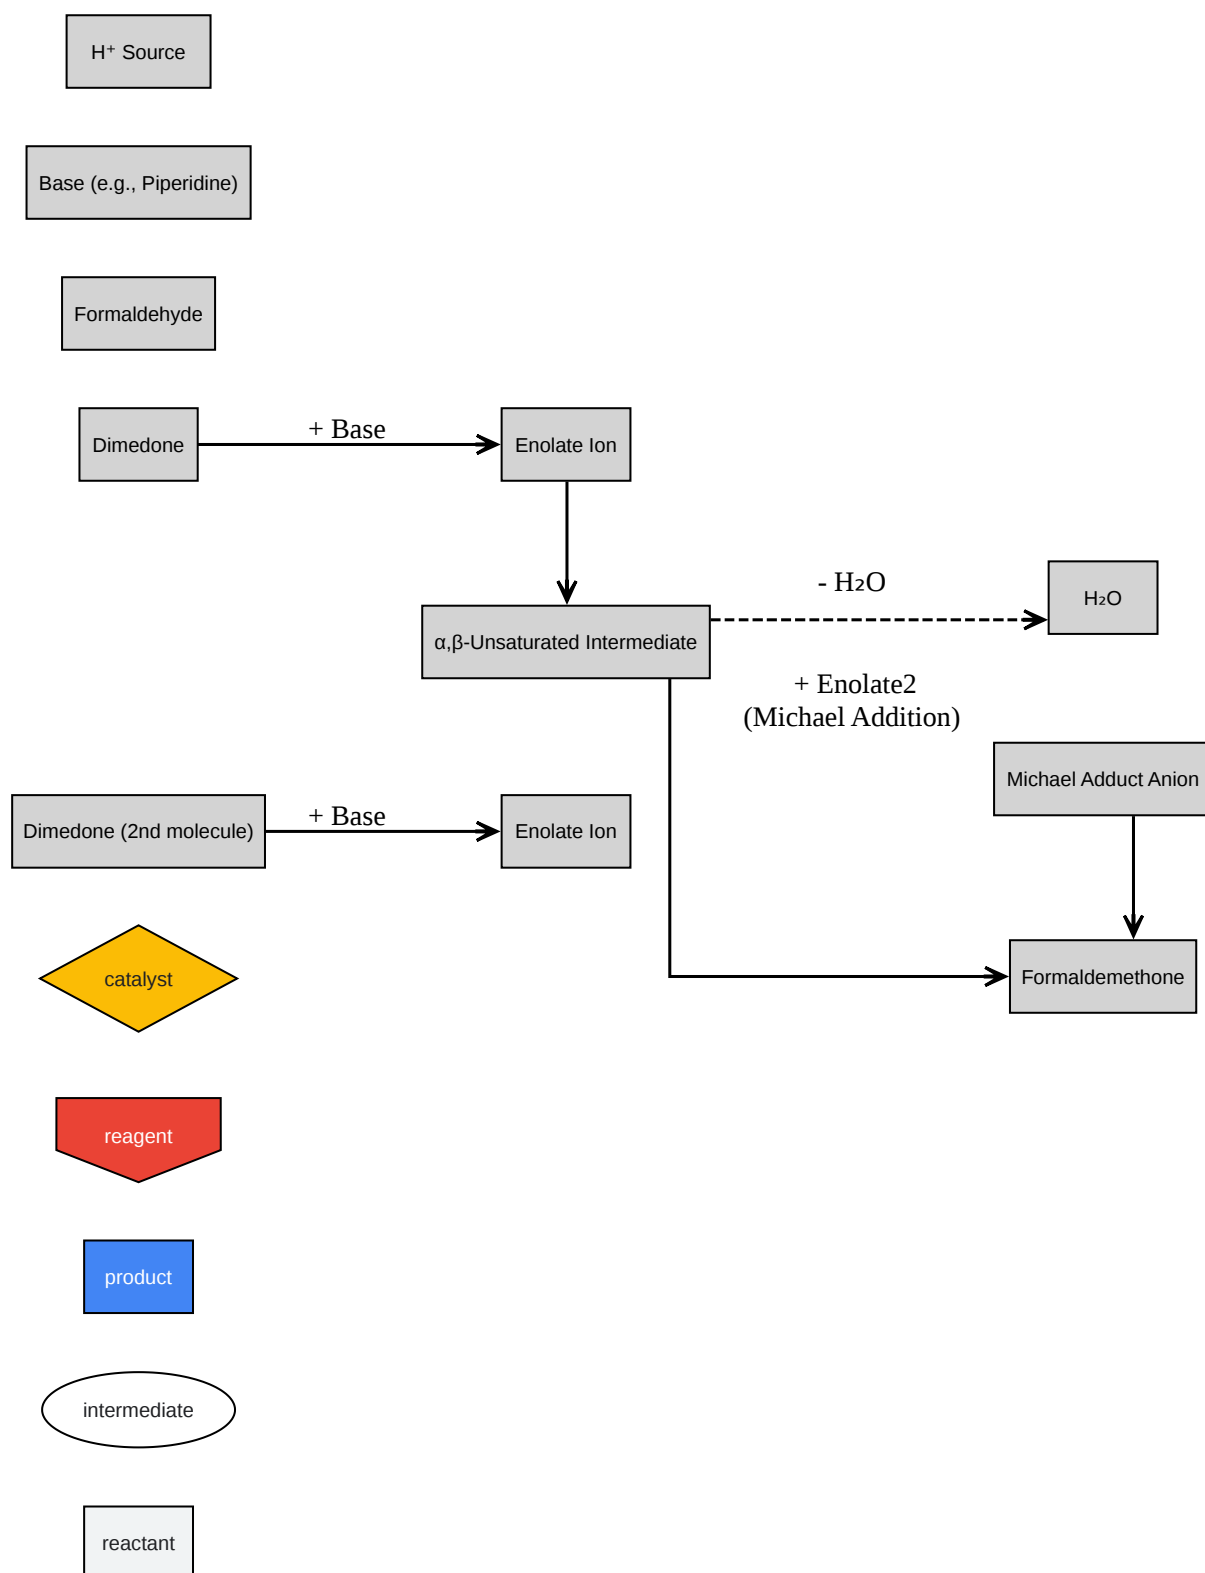 H⁺ Source
Base (e.g., Piperidine)
Formaldehyde
Dimedone
+ Base
Enolate Ion
- H₂O
H₂O
α,β-Unsaturated Intermediate
+ Enolate2
(Michael Addition)
Michael Adduct Anion
Dimedone (2nd molecule)
+ Base
Enolate Ion
catalyst
Formaldemethone
reagent
product
intermediate
reactant